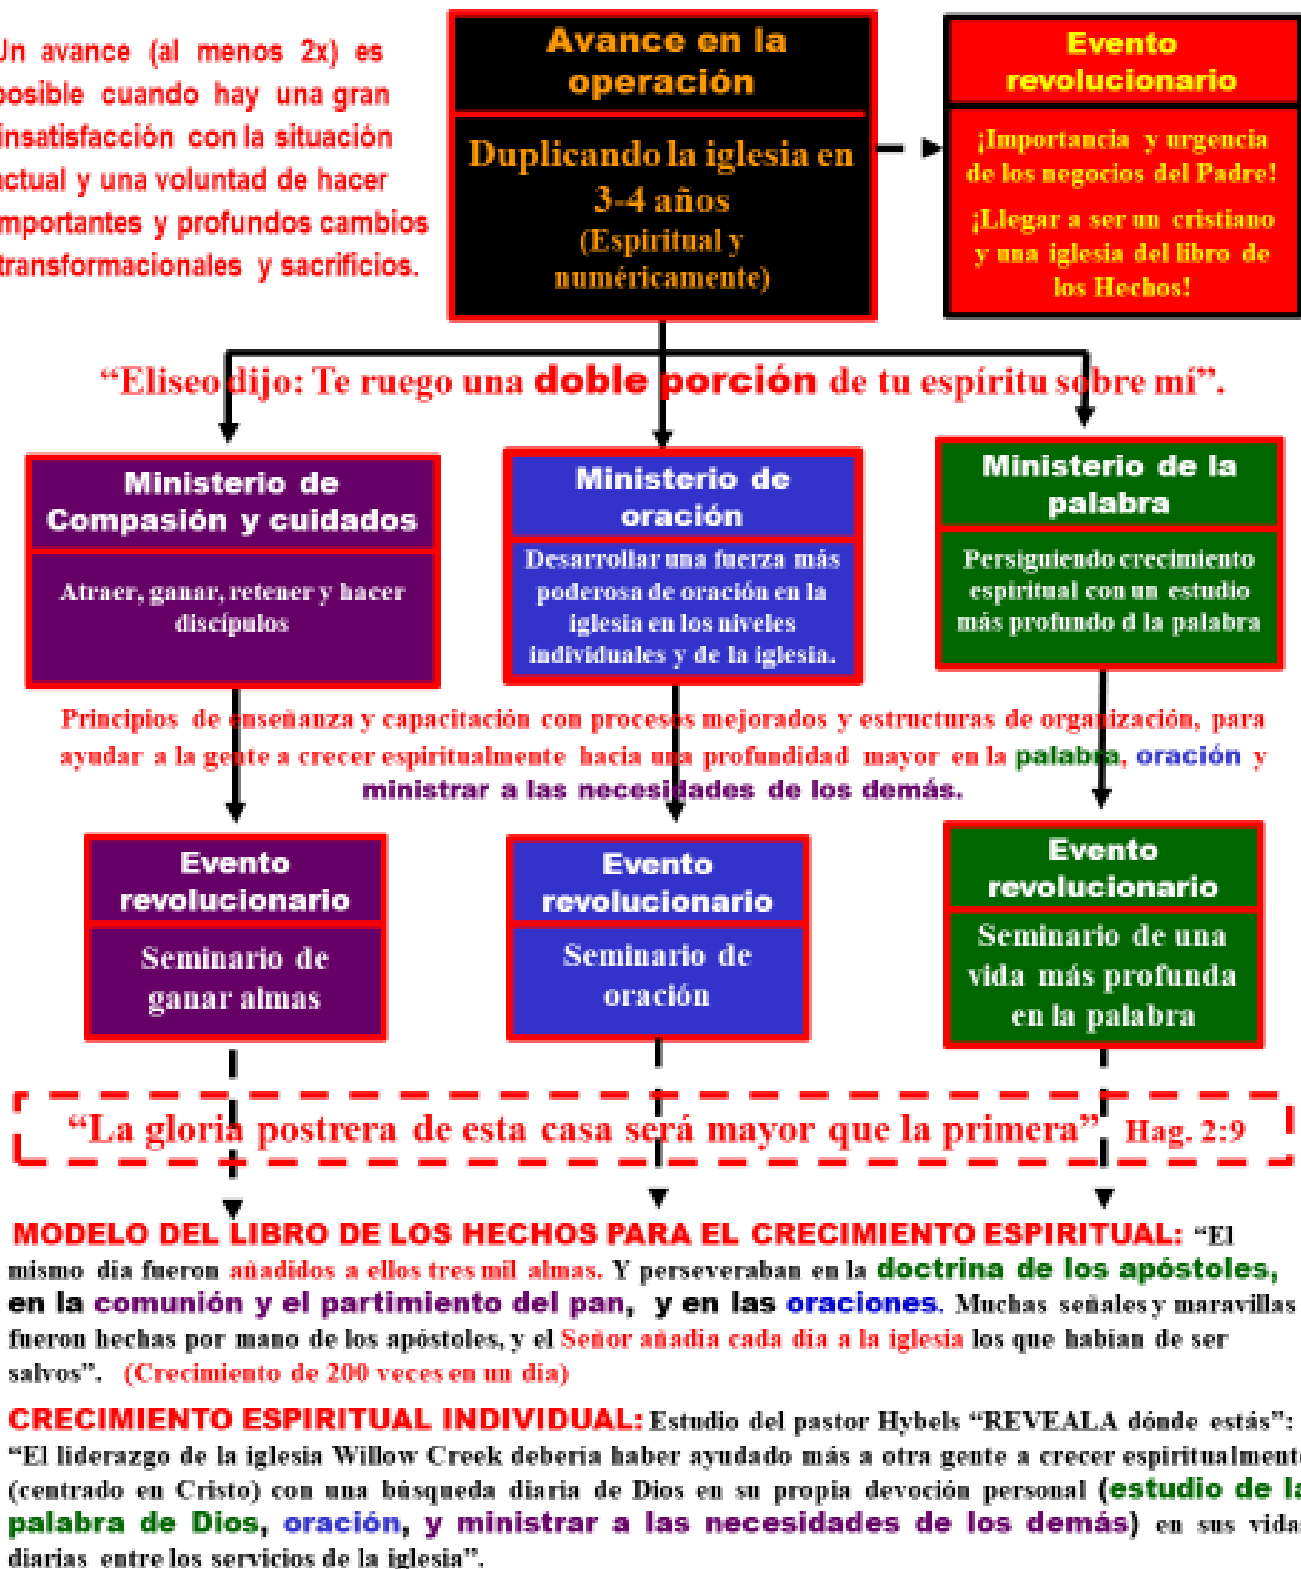 Un avance (al menos 2x) es
posible cuando hay una gran
insatisfacción con la situación
actual y una voluntad de hacer
importantes y profundos cambios
transformacionales y sacrificios.
Avance en la
operación
Duplicando la iglesia en
3-4 años
(Espiritual y
numéricamente)
Evento
revolucionario
¡Importancia y urgencia
de los negocios del Padre!
¡Llegar a ser un cristiano
y una iglesia del libro de
los Hechos!
“Eliseo dijo: Te ruego una doble porción de tu espíritu sobre mí”.
Ministerio de
Compasión y cuidados
Atraer, ganar, retener y hacer
discípulos
Ministerio de
oración
Desarrollar una fuerza más
poderosa de oración en la
iglesia en los niveles
individuales y de la iglesia.
Ministerio de la
palabra
Persiguiendo crecimiento
espiritual con un estudio
más profundo d la palabra
Principios de enseñanza y capacitación con procesos mejorados y estructuras de organización, para
ayudar a la gente a crecer espiritualmente hacia una profundidad mayor en la palabra, oración y
ministrar a las necesidades de los demás.
Evento
revolucionario
Seminario de
ganar almas
Evento
revolucionario
Seminario de
oración
Evento
revolucionario
Seminario de una
vida más profunda
en la palabra
“La gloria postrera de esta casa será mayor que la primera” Hag. 2:9
MODELO DEL LIBRO DE LOS HECHOS PARA EL CRECIMIENTO ESPIRITUAL: “El
mismo día fueron añadidos a ellos tres mil almas. Y perseveraban en la doctrina de los apóstoles,
en la comunión y el partimiento del pan, y en las oraciones. Muchas señales y maravillas
fueron hechas por mano de los apóstoles, y el Señor añadía cada día a la iglesia los que habían de ser
salvos”. (Crecimiento de 200 veces en un día)
CRECIMIENTO ESPIRITUAL INDIVIDUAL: Estudio del pastor Hybels “REVEALA dónde estás”:
“El liderazgo de la iglesia Willow Creek debería haber ayudado más a otra gente a crecer espiritualmente
(centrado en Cristo) con una búsqueda diaria de Dios en su propia devoción personal (estudio de la
palabra de Dios, oración, y ministrar a las necesidades de los demás) en sus vidas
diarias entre los servicios de la iglesia”.